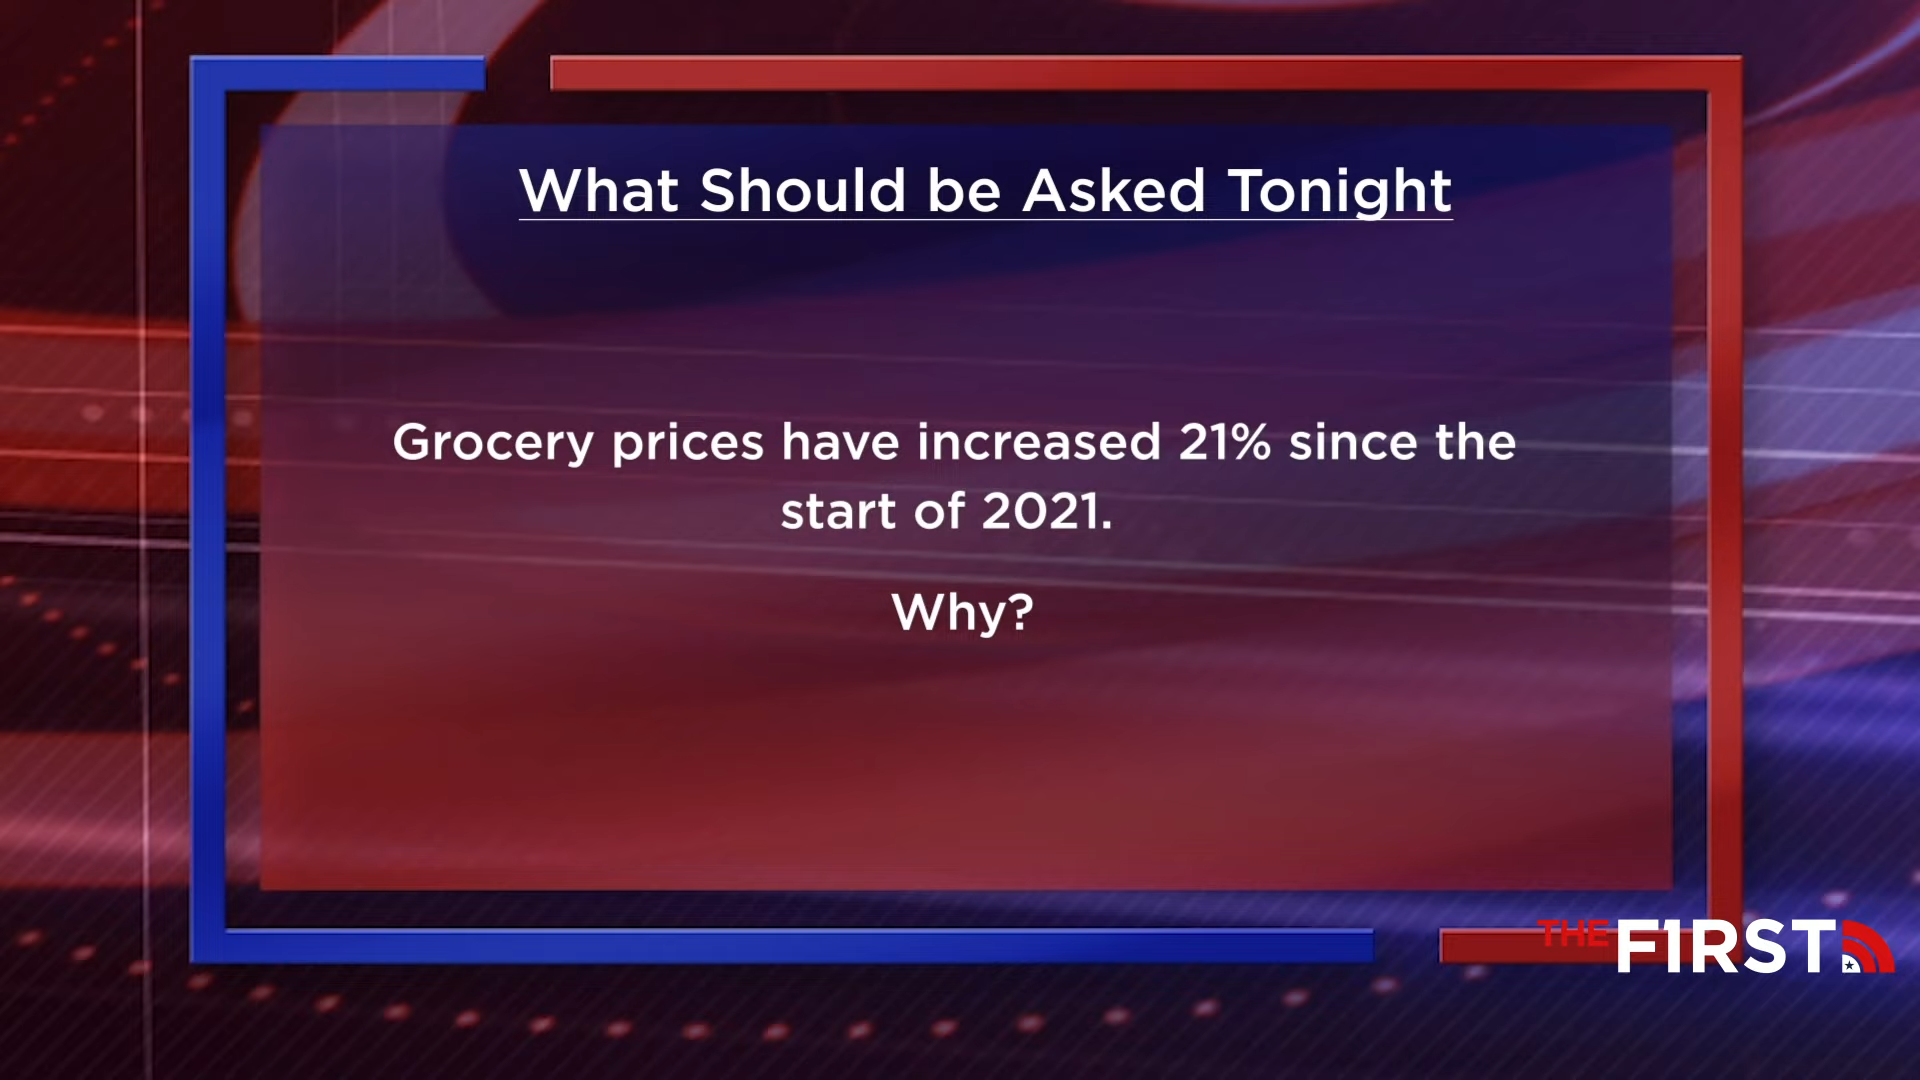 What Should be Asked Tonight
Grocery prices have increased 21% since the
start of 2021.
Why?
THE FIRST